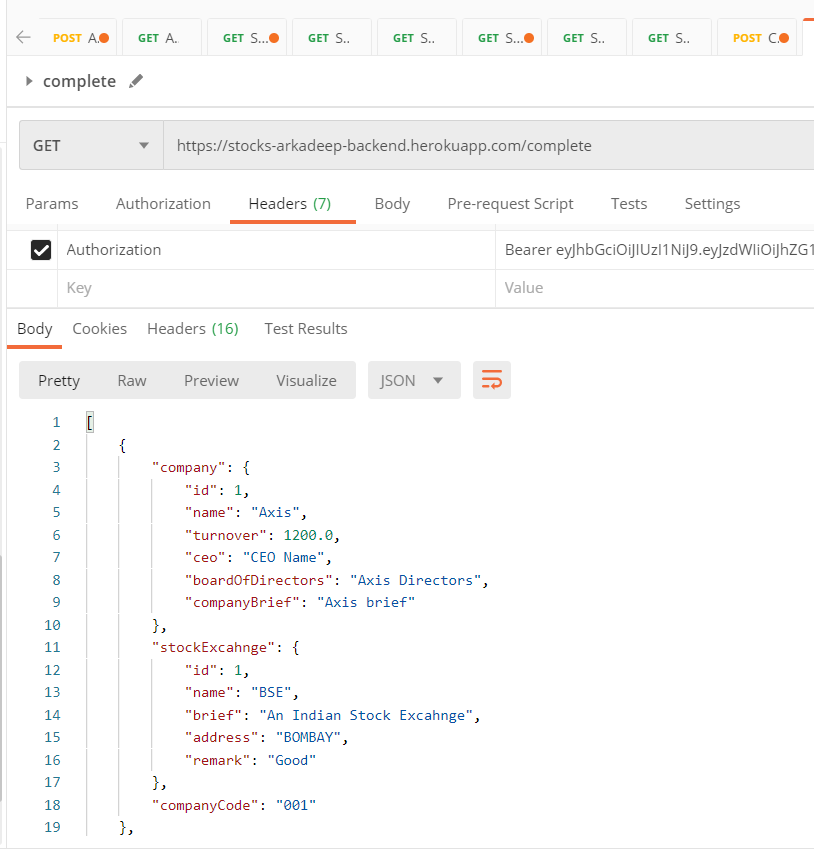 POST A. GET A. GET S... GET S.. GET S.. GET S... GET S.. GET S.. POST C.
complete
GET https://stocks-arkadeep-backend.herokuapp.com/complete
Params Authorization Headers (7) Body Pre-request Script Tests Settings
Authorization Bearer eyJhbGciOiJIUzI1NiJ9.eyJzdWIiOiJhZG1
Key Value
Body Cookies Headers (16) Test Results
Pretty Raw Preview Visualize JSON
1 [
2 {
3 "company": {
4 "id": 1,
5 "name": "Axis",
6 "turnover": 1200.0,
7 "ceo": "CEO Name",
8 "boardOfDirectors": "Axis Directors",
9 "companyBrief": "Axis brief"
10 },
11 "stockExcahnge": {
12 "id": 1,
13 "name": "BSE",
14 "brief": "An Indian Stock Excahnge",
15 "address": "BOMBAY",
16 "remark": "Good"
17 },
18 "companyCode": "001"
19 },